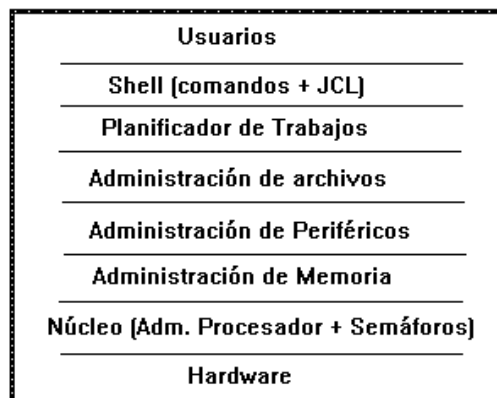 Usuarios
Shell (comandos + JCL)
Planificador de Trabajos
Administración de archivos
Administración de Periféricos
Administración de Memoria
Núcleo (Adm. Procesador + Semáforos)
Hardware